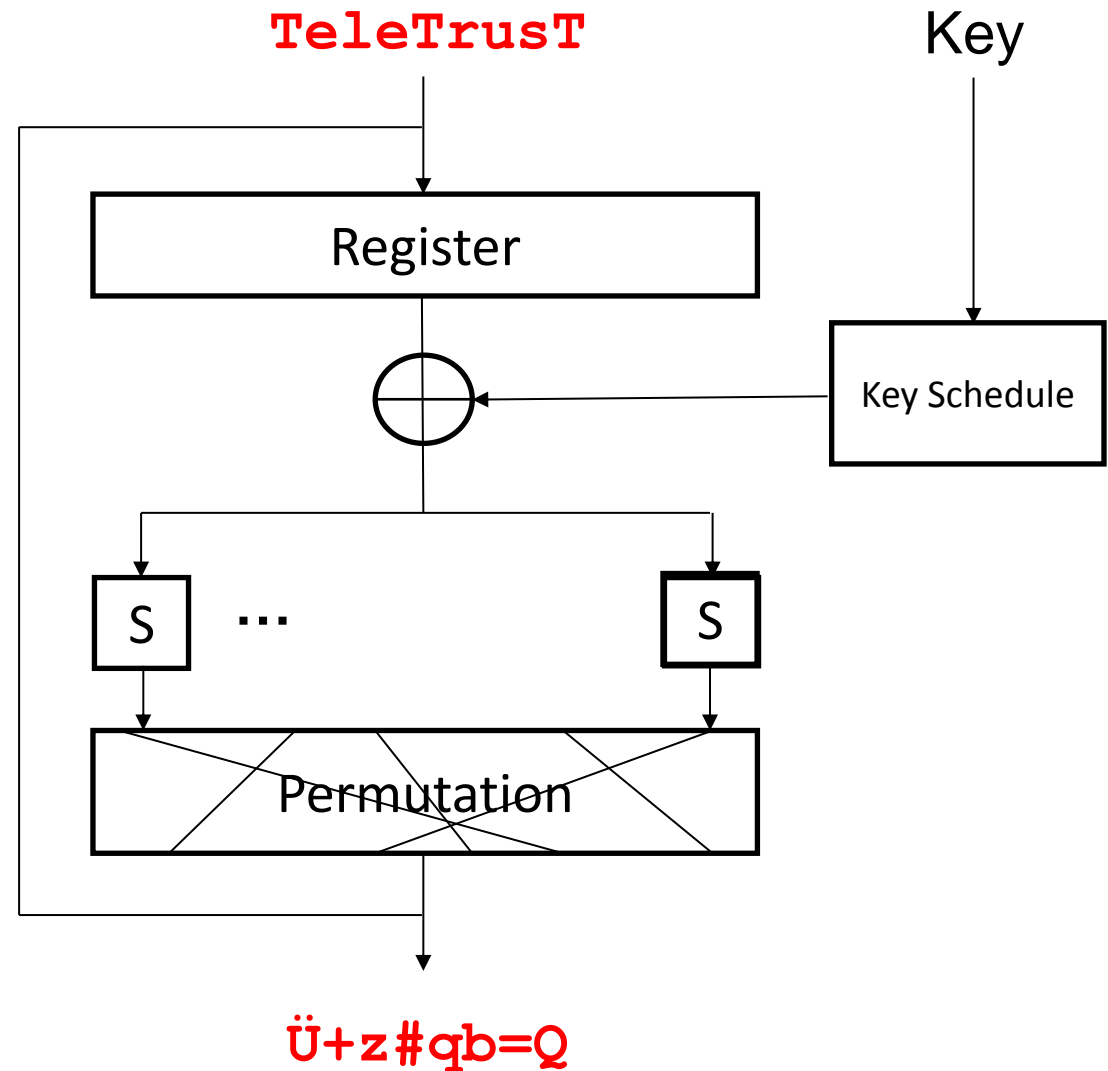 TeleTrusT
Key
Register
Key Schedule
S
...
S
Permutation
Ü+z#qb=Q